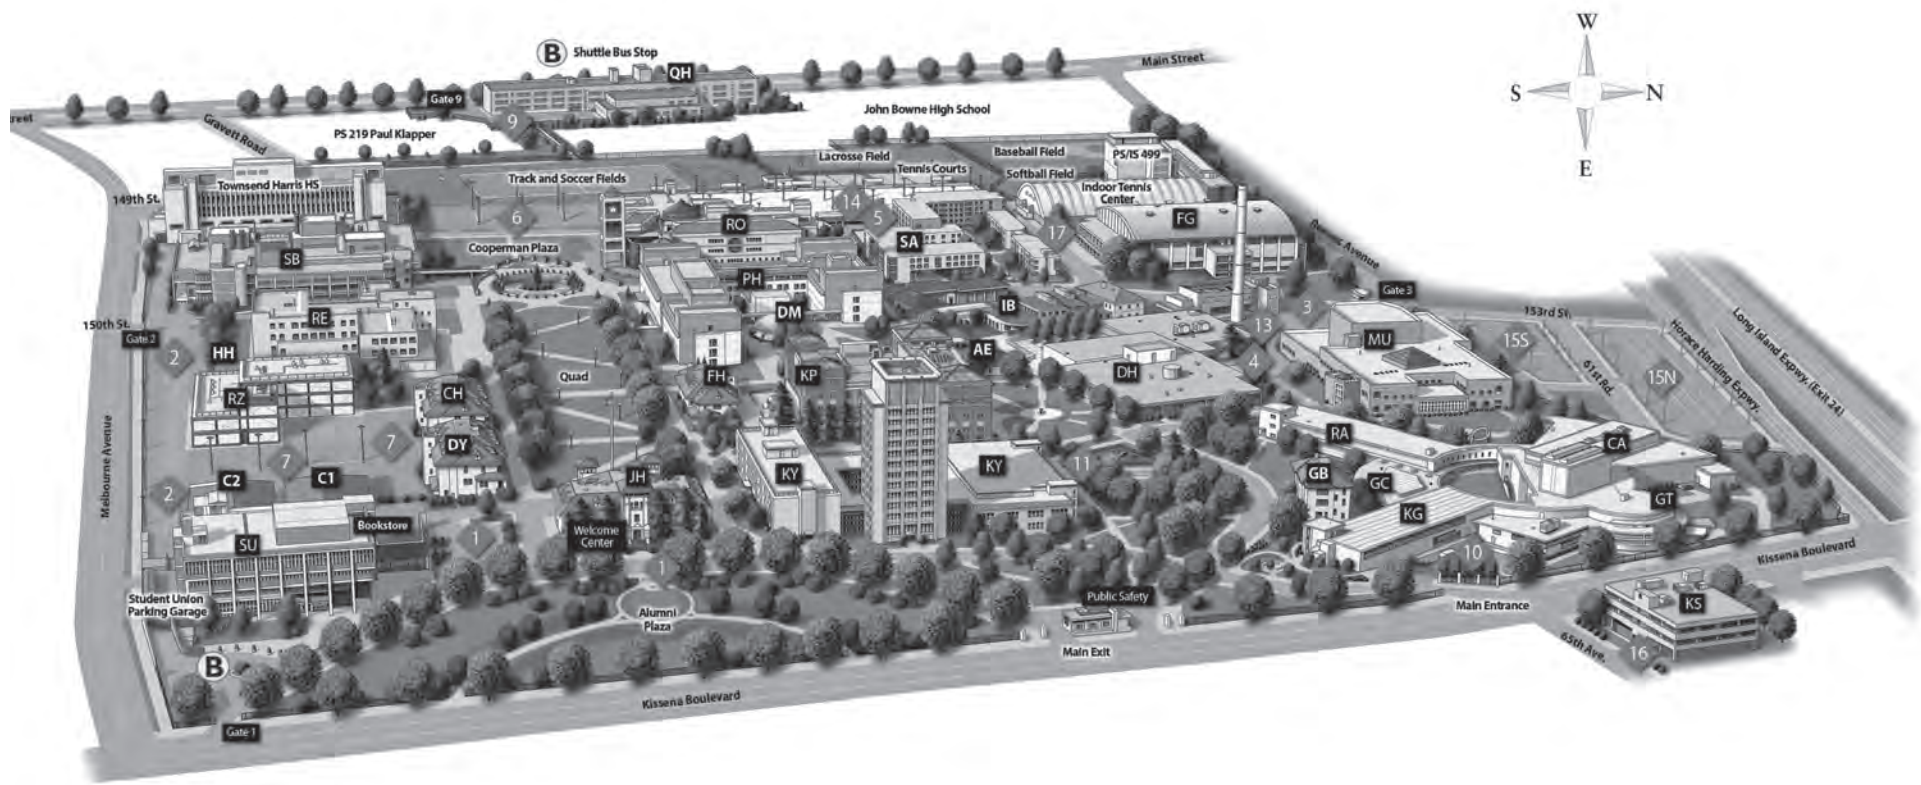 W
S
N
E
B
Shuttle Bus Stop
QH
Main Street
Gate 9
9
John Bowne High School
reet
Gravett Road
PS 219 Paul Klapper
Lacrosse Field
Baseball Field
PS/IS 499
Tennis Courts
Softball Field
Townsend Harris HS
Track and Soccer Fields
Indoor Tennis
Center
149th St.
14
5
6
RO
FG
17
SA
Cooperman Plaza
SB
PH
Avenue
Gate 3
IB
DM
3
153rd St.
Long Island Expwy. (Exit 24)
RE
150th St.
Gate 2
13
2
HH
AE
MU
15S
Horace Harding Expwy.
61st Rd.
4
15N
Quad
FH
KP
DH
CH
RZ
Melbourne Avenue
7
DY
RA
CA
7
11
KY
KY
JH
GB
GC
C2
C1
2
GT
KG
Bookstore
SU
1
Welcome
Center
10
Kissena Boulevard
1
Public Safety
Student Union
Parking Garage
Alumni
Plaza
Main Entrance
KS
65th Ave.
16
Main Exit
B
Kissena Boulevard
Gate 1